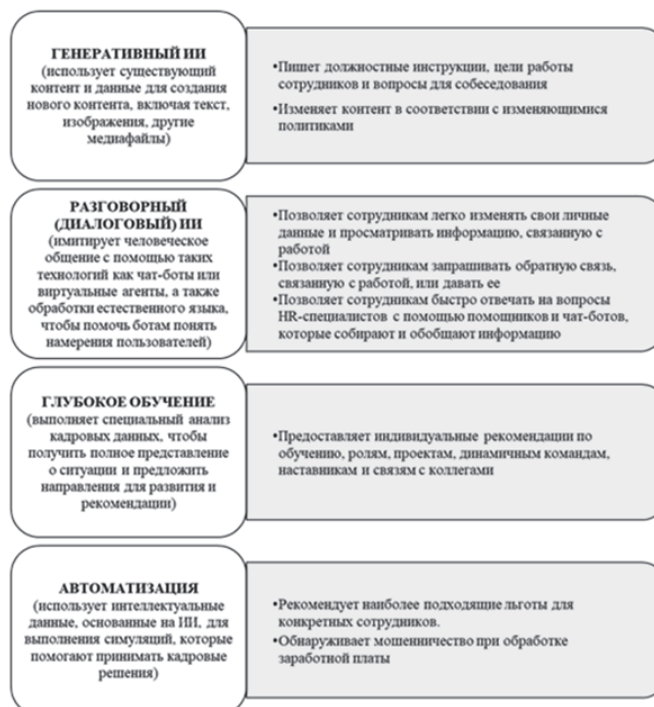 ГЕНЕРАТИВНЫЙ ИИ
(использует существующий
контент и данные для создания
нового контента, включая текст,
изображения, другие
медиафайлы)
•Пишет должностные инструкции, цели работы
сотрудников и вопросы для собеседования
•Изменяет контент в соответствии с изменяющимися
политиками
РАЗГОВОРНЫЙ
(ДИАЛОГОВЫЙ) ИИ
(имитирует человеческое
общение с помощью таких
технологий как чат-боты или
виртуальные агенты, а также
обработки естественного языка,
чтобы помочь ботам понять
намерения пользователей)
•Позволяет сотрудникам легко изменять свои личные
данные и просматривать информацию, связанную с
работой
•Позволяет сотрудникам запрашивать обратную связь,
связанную с работой, или давать ее
•Позволяет сотрудникам быстро отвечать на вопросы
HR-специалистов с помощью помощников и чат-ботов,
которые собирают и обобщают информацию
ГЛУБОКОЕ ОБУЧЕНИЕ
(выполняет специальный анализ
кадровых данных, чтобы
получить полное представление
о ситуации и предложить
направления для развития и
рекомендации)
•Предоставляет индивидуальные рекомендации по
обучению, ролям, проектам, динамичным командам,
наставникам и связям с коллегами
АВТОМАТИЗАЦИЯ
(использует интеллектуальные
данные, основанные на ИИ, для
выполнения симуляций, которые
помогают принимать кадровые
решения)
•Рекомендует наиболее подходящие льготы для
конкретных сотрудников.
•Обнаруживает мошенничество при обработке
заработной платы